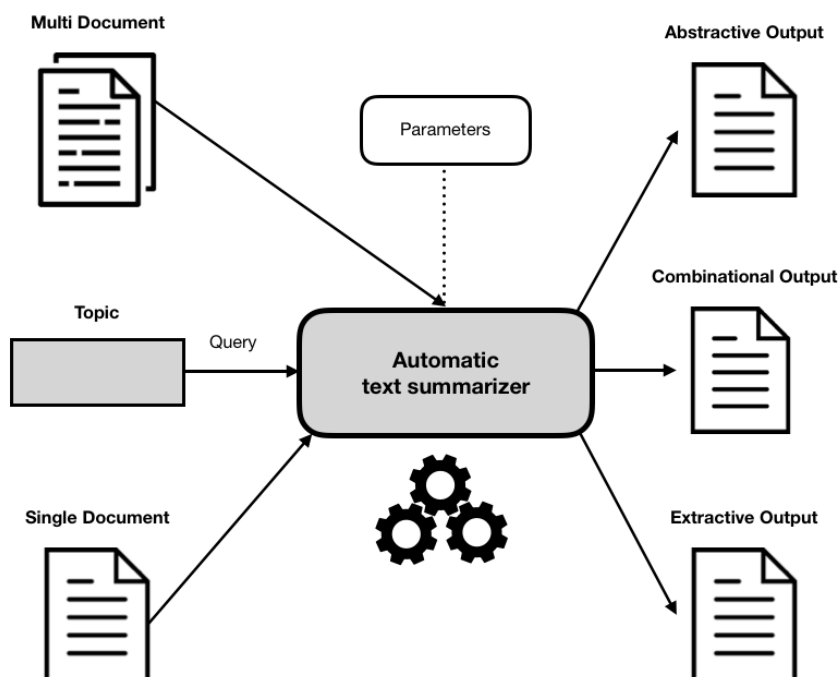 Multi Document
Abstractive Output
Parameters
Combinational Output
Topic
Query
Automatic
text summarizer
Single Document
Extractive Output